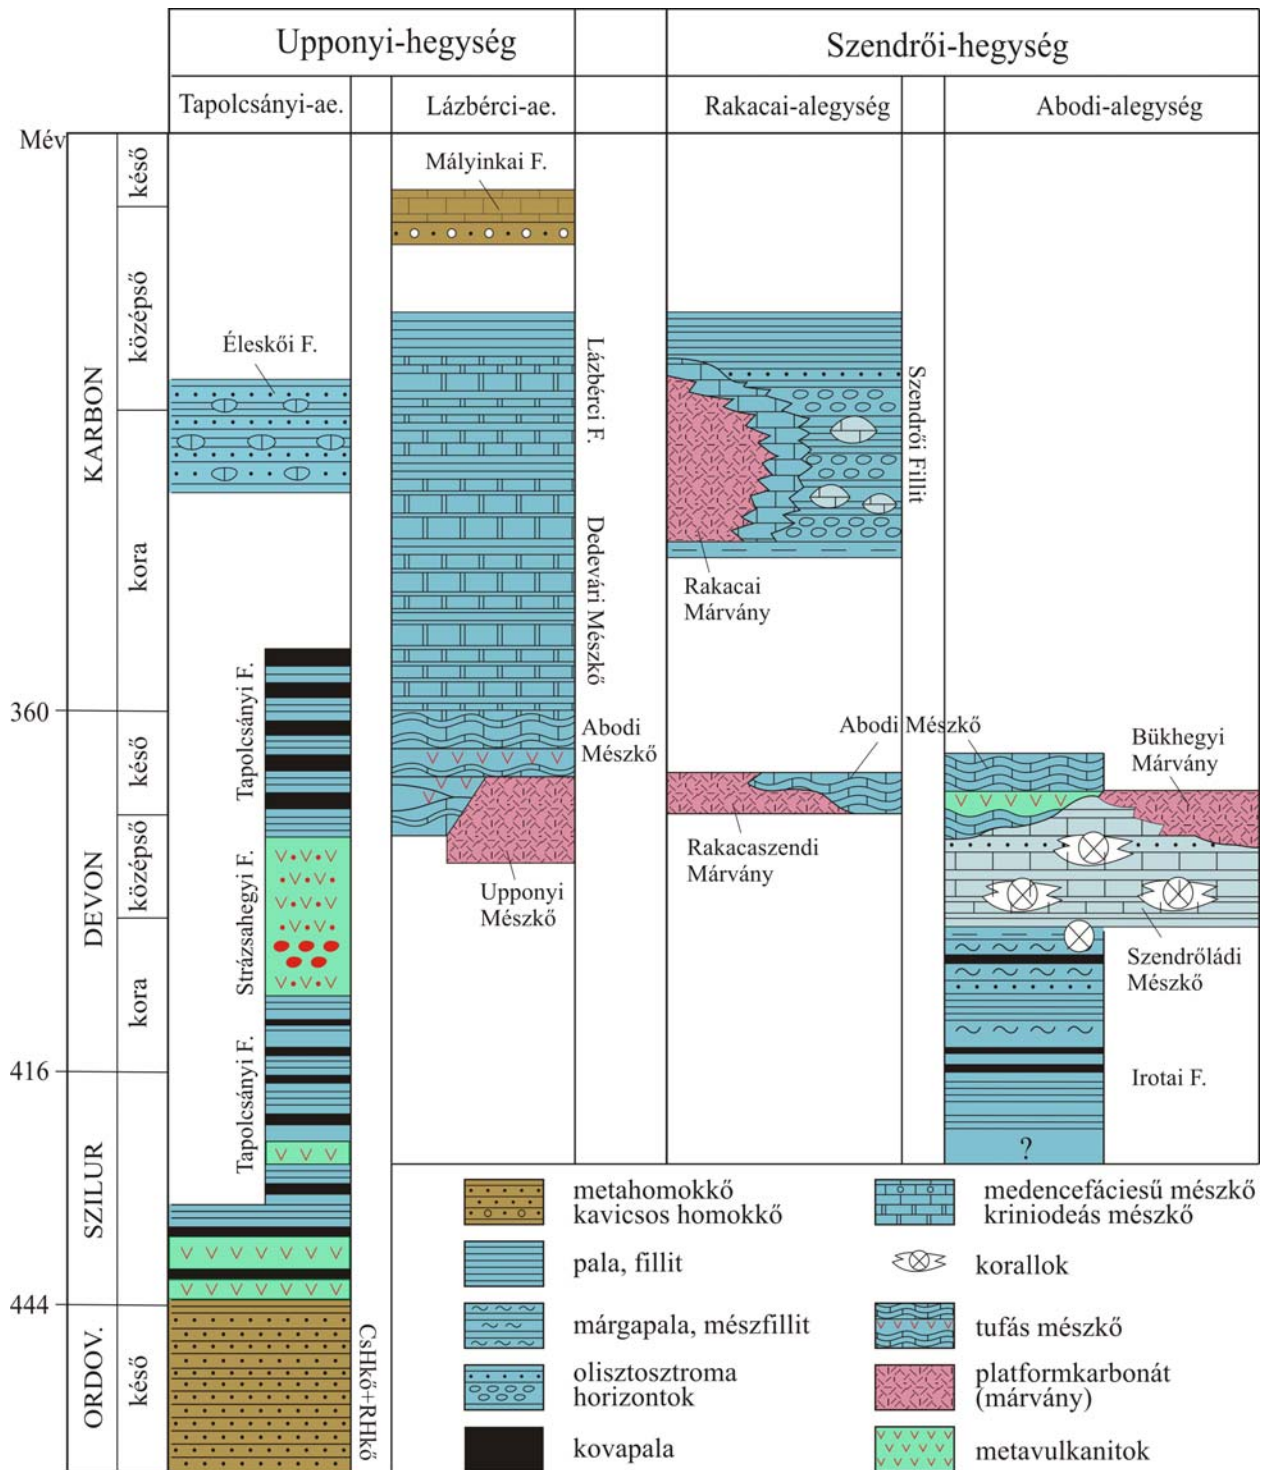 Upponyi-hegység
Szendrői-hegység
Tapolcsányi-ae.
Lázbérci-ae.
Rakacai-alegység
Abodi-alegység
Mév
KARBON
késő
középső
kora
DEVON
késő
középső
kora
SZILUR
ORDOV.
késő
360
416
444
Éleskői F.
Tapolcsányi F.
Strázsahegyi F.
Tapolcsányi F.
CsHkő+RHkő
Mályinkai F.
Lázbérci F.
Dedevári Mészkő
Abodi
Mészkő
Upponyi
Mészkő
Szendrői Fillit
Rakacai
Márvány
Abodi Mészkő
Rakacaszendi
Márvány
Bükhegyi
Márvány
Szendrőládi
Mészkő
Irotai F.
?
metahomokkő
kavicsos homokkő
pala, fillit
márgapala, mészfillit
olisztosztroma
horizontok
kovapala
medencefáciesű mészkő
kriniodeás mészkő
korallok
tufás mészkő
platformkarbonát
(márvány)
metavulkanitok